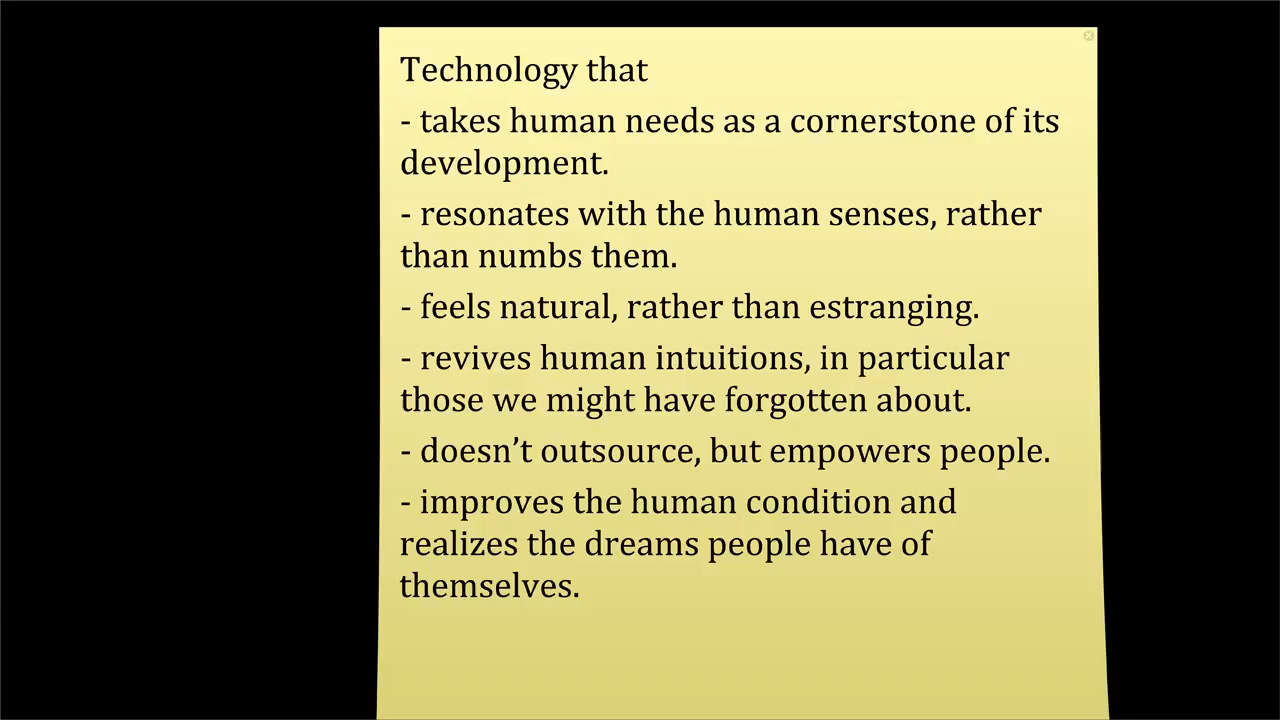 Technology that
- takes human needs as a cornerstone of its
development.
- resonates with the human senses, rather
than numbs them.
- feels natural, rather than estranging.
- revives human intuitions, in particular
those we might have forgotten about.
- doesn’t outsource, but empowers people.
- improves the human condition and
realizes the dreams people have of
themselves.